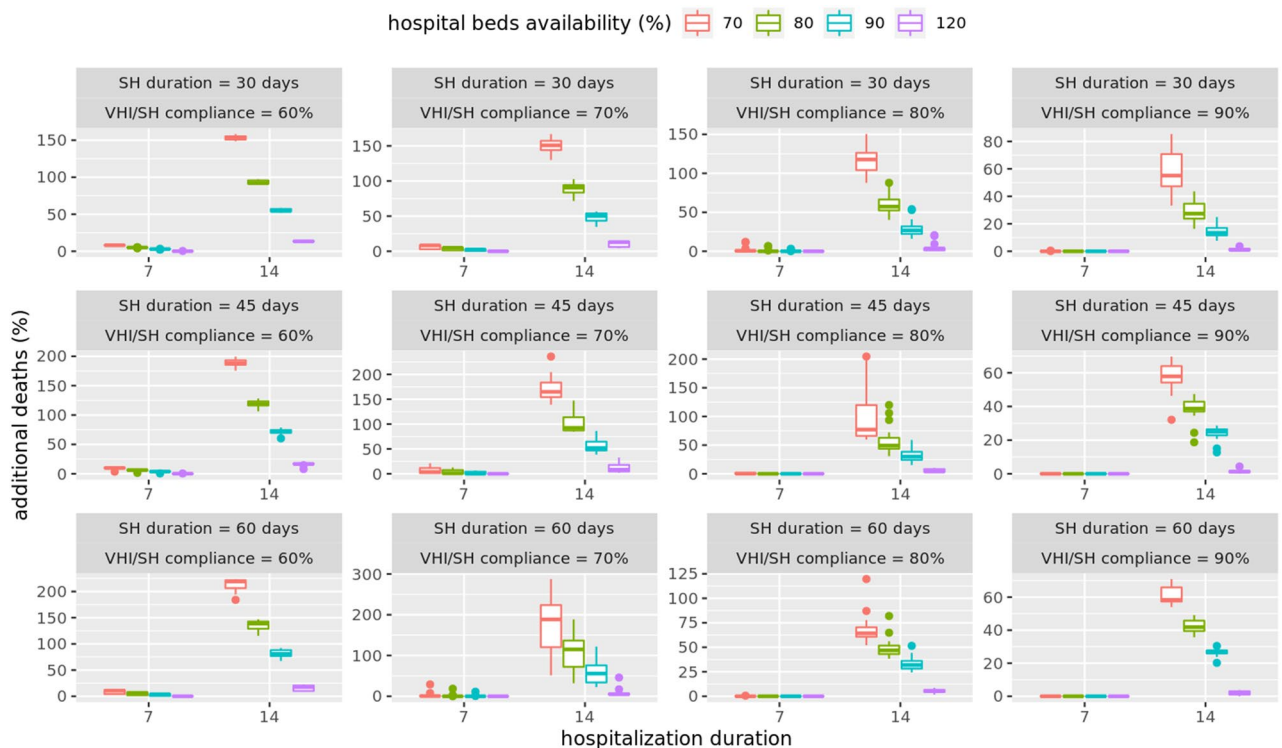 hospital beds availability (%) 70 80 90 120
SH duration = 30 days
VHI/SH compliance = 60%
150
100
50
0
7 14
SH duration = 30 days
VHI/SH compliance = 70%
150
100
50
0
7 14
SH duration = 30 days
VHI/SH compliance = 80%
150
100
50
0
7 14
SH duration = 30 days
VHI/SH compliance = 90%
80
60
40
20
0
7 14
additional deaths (%)
SH duration = 45 days
VHI/SH compliance = 60%
200
150
100
50
0
7 14
SH duration = 45 days
VHI/SH compliance = 70%
200
150
100
50
0
7 14
SH duration = 45 days
VHI/SH compliance = 80%
200
150
100
50
0
7 14
SH duration = 45 days
VHI/SH compliance = 90%
60
40
20
0
7 14
SH duration = 60 days
VHI/SH compliance = 60%
200
150
100
50
0
7 14
SH duration = 60 days
VHI/SH compliance = 70%
300
200
100
0
7 14
SH duration = 60 days
VHI/SH compliance = 80%
125
100
75
50
25
0
7 14
SH duration = 60 days
VHI/SH compliance = 90%
60
40
20
0
7 14
hospitalization duration